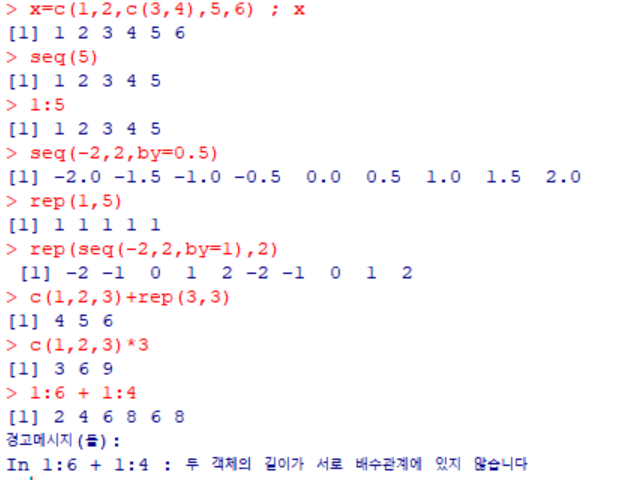 > x=c(1,2,c(3,4),5,6) ; x
[1] 1 2 3 4 5 6
> seq(5)
[1] 1 2 3 4 5
> 1:5
[1] 1 2 3 4 5
> seq(-2,2,by=0.5)
[1] -2.0 -1.5 -1.0 -0.5  0.0  0.5  1.0  1.5  2.0
> rep(1,5)
[1] 1 1 1 1 1
> rep(seq(-2,2,by=1),2)
 [1] -2 -1  0  1  2 -2 -1  0  1  2
> c(1,2,3)+rep(3,3)
[1] 4 5 6
> c(1,2,3)*3
[1] 3 6 9
> 1:6 + 1:4
[1] 2 4 6 8 6 8
경고메시지(들):
In 1:6 + 1:4 : 두 객체의 길이가 서로 배수관계에 있지 않습니다